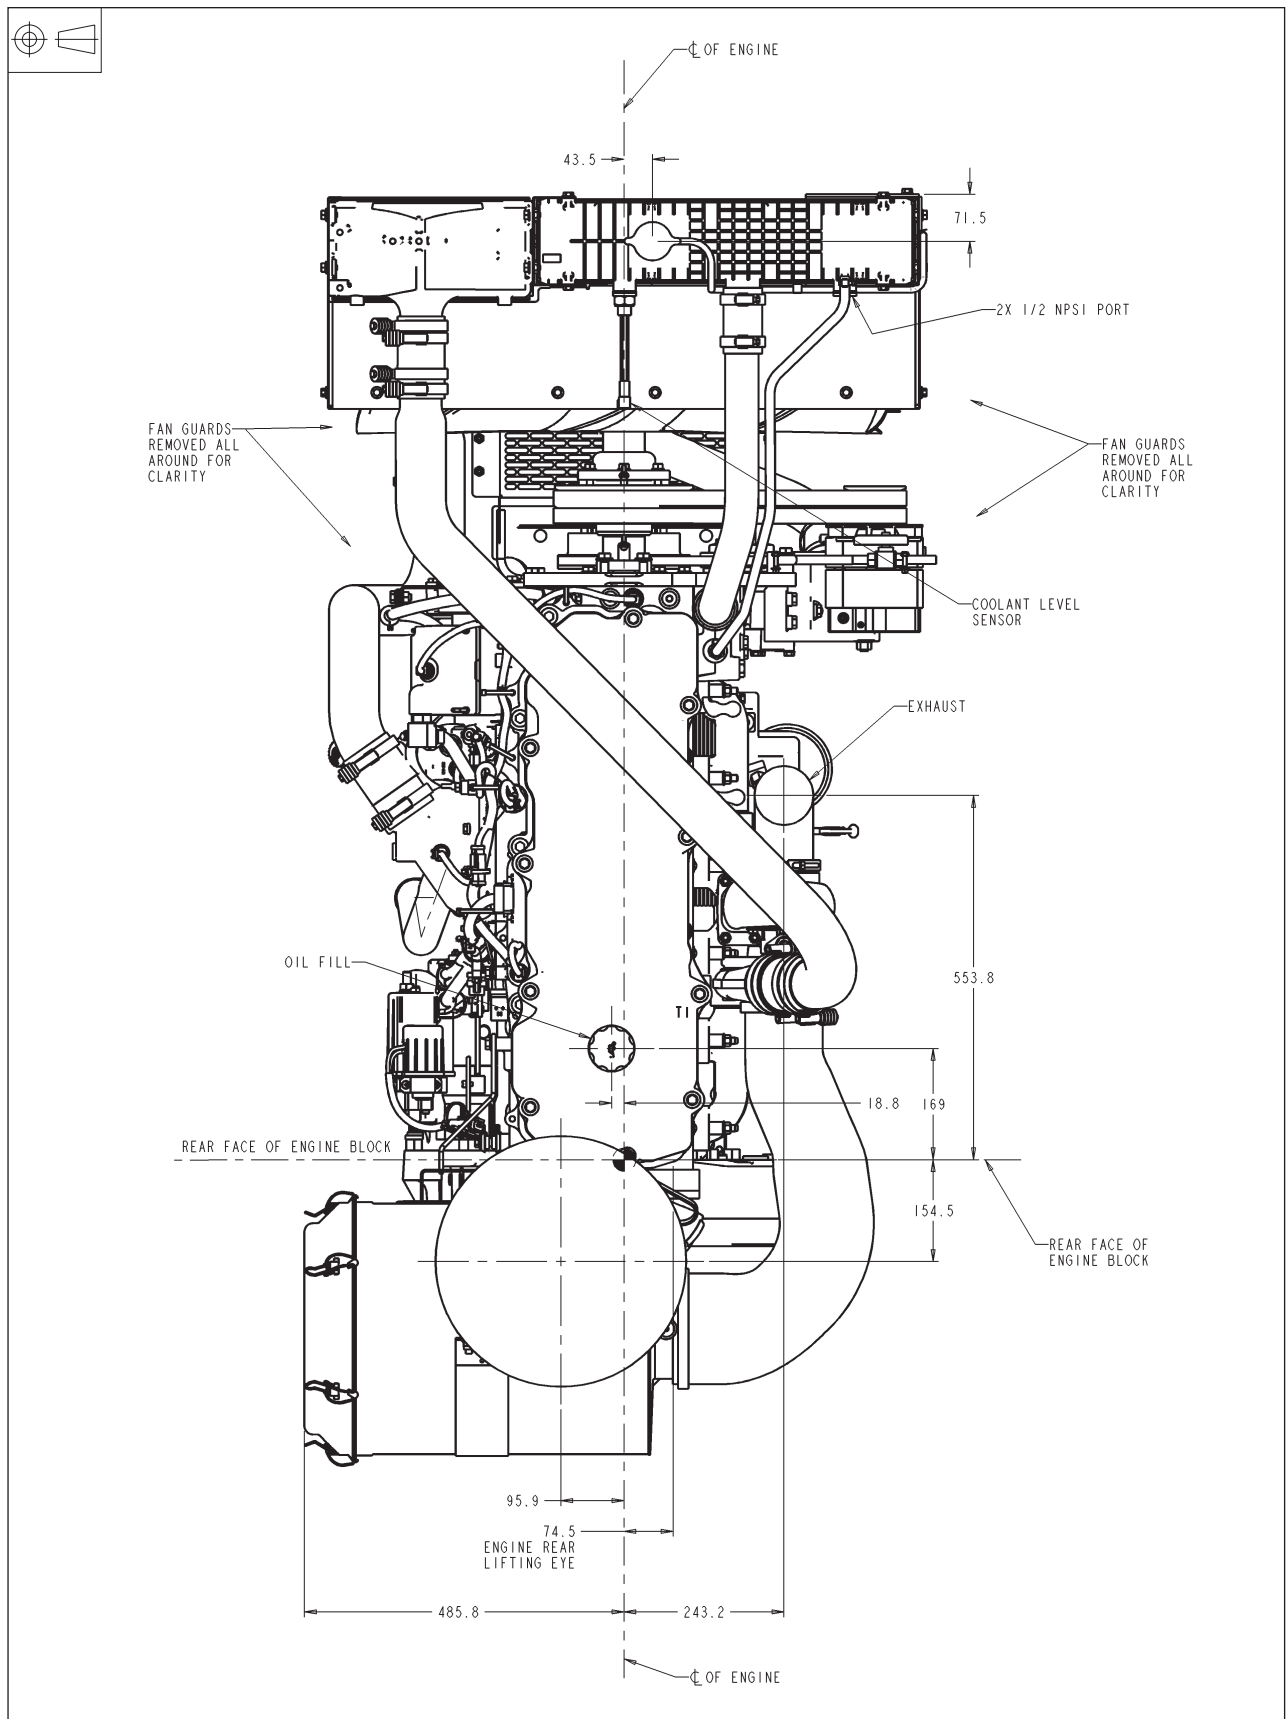 ℄ OF ENGINE
43.5
71.5
2X 1/2 NPSI PORT
FAN GUARDS
REMOVED ALL
AROUND FOR
CLARITY
FAN GUARDS
REMOVED ALL
AROUND FOR
CLARITY
COOLANT LEVEL
SENSOR
EXHAUST
OIL FILL
553.8
T1
18.8
169
REAR FACE OF ENGINE BLOCK
154.5
REAR FACE OF
ENGINE BLOCK
95.9
74.5
ENGINE REAR
LIFTING EYE
485.8
243.2
℄ OF ENGINE